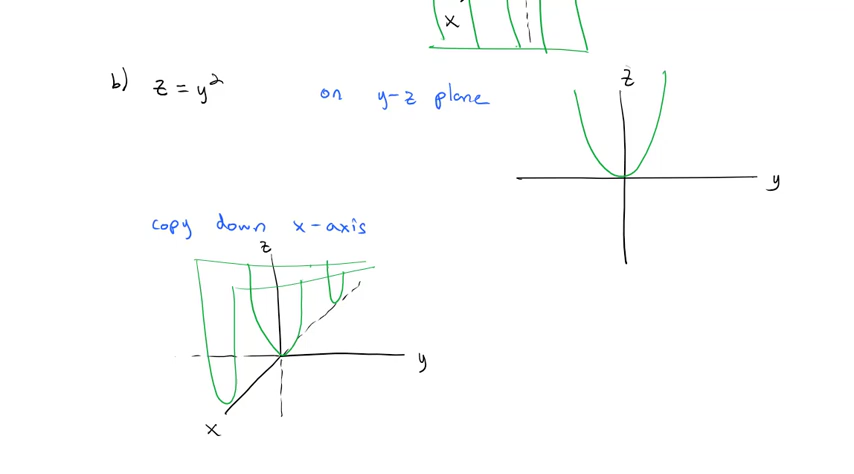 x
b) z = y²
on y-z plane
z
y
copy down x-axis
z
y
x